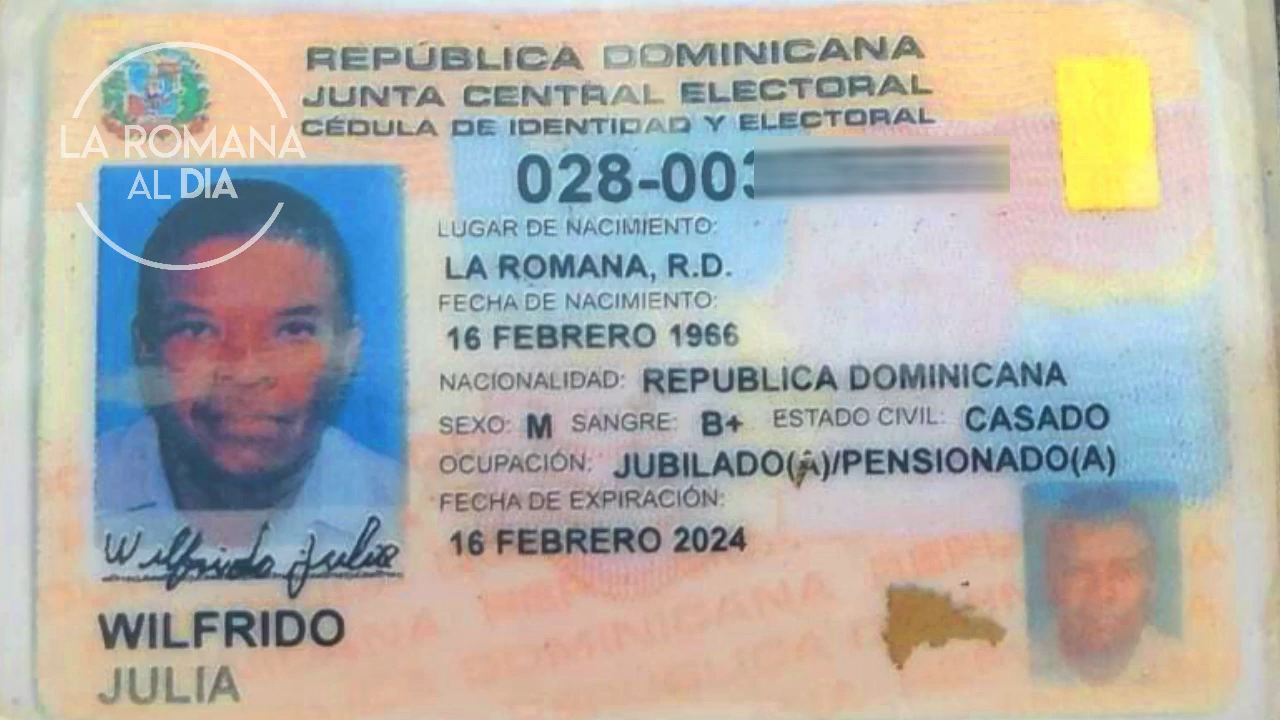 LA ROMANA
AL DIA
REPÚBLICA DOMINICANA
JUNTA CENTRAL ELECTORAL
CÉDULA DE IDENTIDAD Y ELECTORAL
028-00
LUGAR DE NACIMIENTO:
LA ROMANA, R.D.
FECHA DE NACIMIENTO:
16 FEBRERO 1966
NACIONALIDAD: REPUBLICA DOMINICANA
SEXO: M SANGRE: B+ ESTADO CIVIL: CASADO
OCUPACIÓN: JUBILADO(A)/PENSIONADO(A)
FECHA DE EXPIRACIÓN:
16 FEBRERO 2024
Wilfrido Julia
WILFRIDO
JULIA